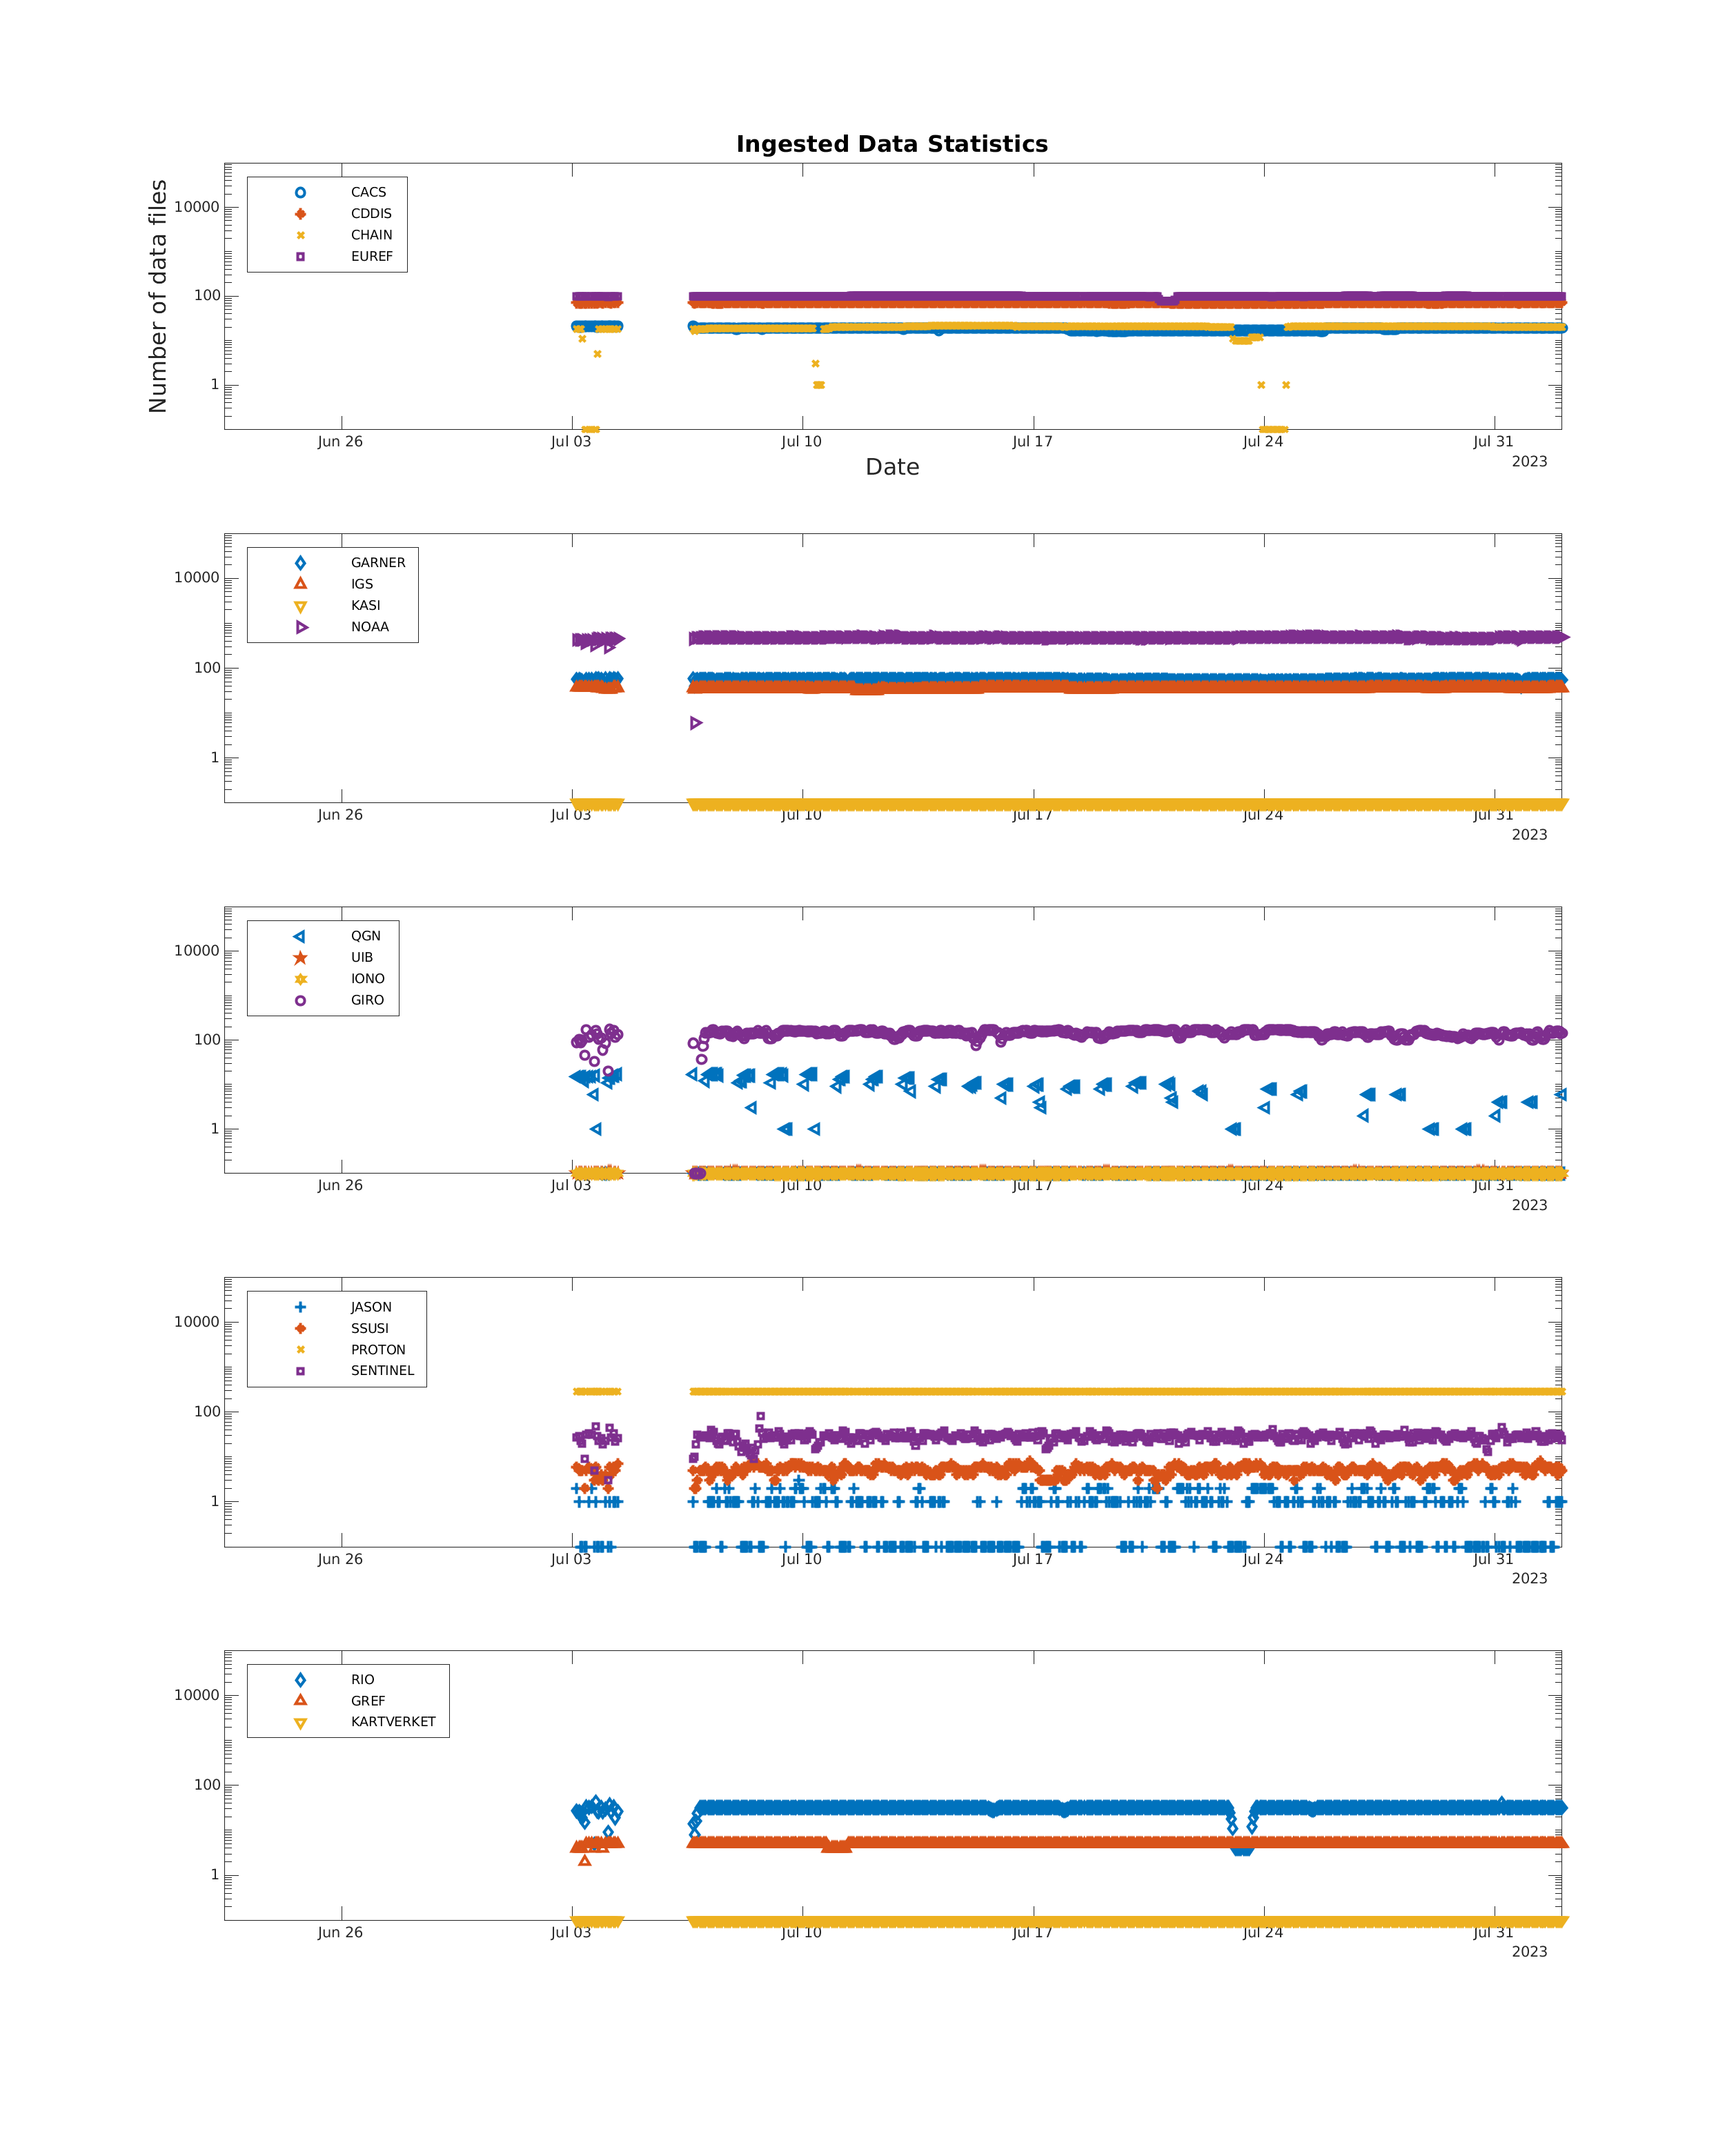 Ingested Data Statistics
Number of data files
CACS
CDDIS
CHAIN
EUREF
10000
100
1
Jun 26 Jul 03 Jul 10 Jul 17 Jul 24 Jul 31
2023
Date
GARNER
IGS
KASI
NOAA
10000
100
1
Jun 26 Jul 03 Jul 10 Jul 17 Jul 24 Jul 31
2023
QGN
UIB
IONO
GIRO
10000
100
1
Jun 26 Jul 03 Jul 10 Jul 17 Jul 24 Jul 31
2023
JASON
SSUSI
PROTON
SENTINEL
10000
100
1
Jun 26 Jul 03 Jul 10 Jul 17 Jul 24 Jul 31
2023
RIO
GREF
KARTVERKET
10000
100
1
Jun 26 Jul 03 Jul 10 Jul 17 Jul 24 Jul 31
2023